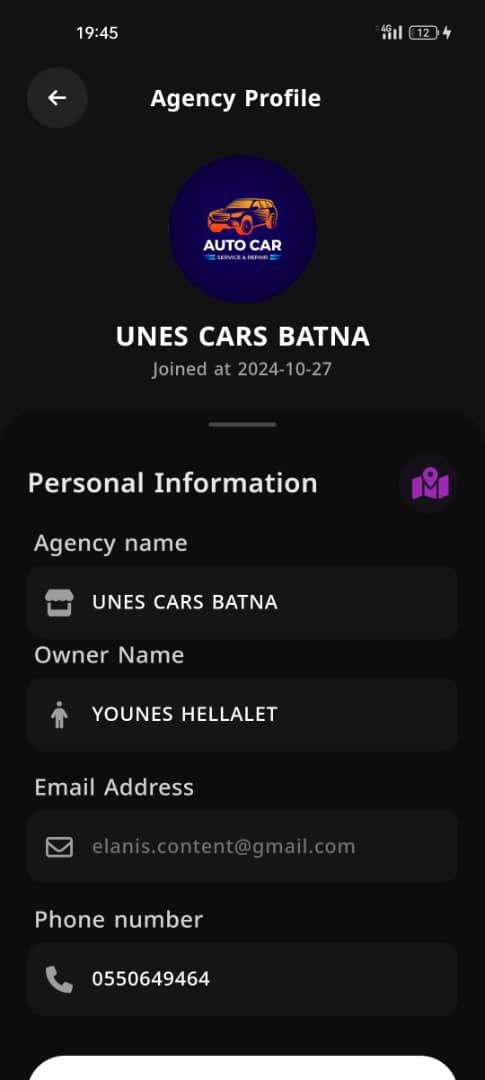 19:45
4G
12
Agency Profile
AUTO CAR
SERVICE & REPAIR
UNES CARS BATNA
Joined at 2024-10-27
Personal Information
Agency name
UNES CARS BATNA
Owner Name
YOUNES HELLALET
Email Address
elanis.content@gmail.com
Phone number
0550649464